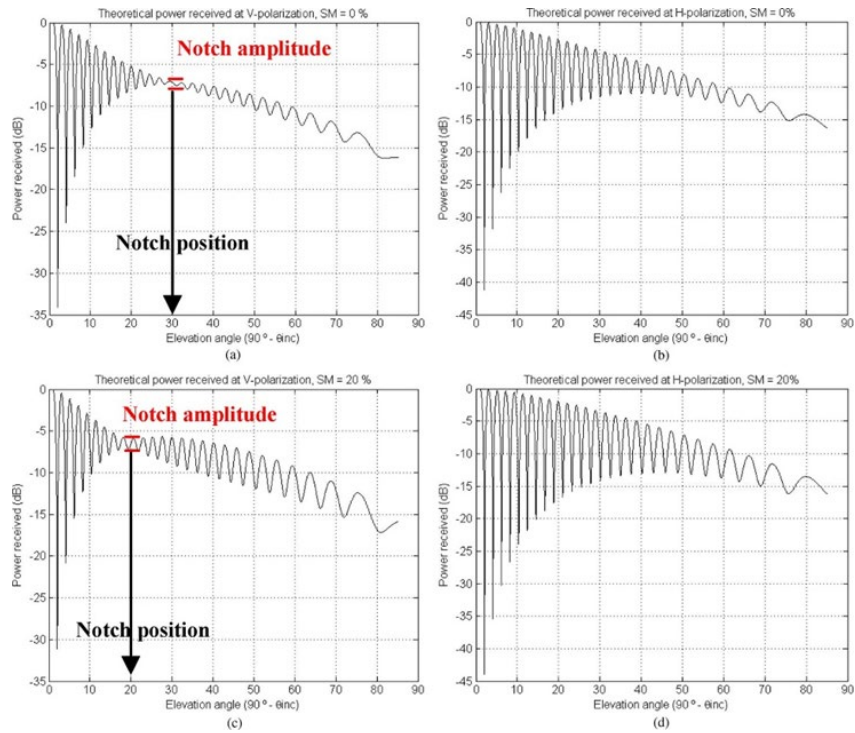 Theoretical power received at V-polarization, SM = 0 %
Notch amplitude
Notch position
Power received (dB)
0
-5
-10
-15
-20
-25
-30
-35
0 10 20 30 40 50 60 70 80 90
Elevation angle (90 º - θinc)
(a)
Theoretical power received at H-polarization, SM = 0%
Power received (dB)
0
-5
-10
-15
-20
-25
-30
-35
-40
-45
0 10 20 30 40 50 60 70 80 90
Elevation angle (90 º - θinc)
(b)
Theoretical power received at V-polarization, SM = 20 %
Notch amplitude
Notch position
Power received (dB)
0
-5
-10
-15
-20
-25
-30
-35
0 10 20 30 40 50 60 70 80 90
Elevation angle (90 º - θinc)
(c)
Theoretical power received at H-polarization, SM = 20%
Power received (dB)
0
-5
-10
-15
-20
-25
-30
-35
-40
-45
0 10 20 30 40 50 60 70 80 90
Elevation angle (90 º - θinc)
(d)